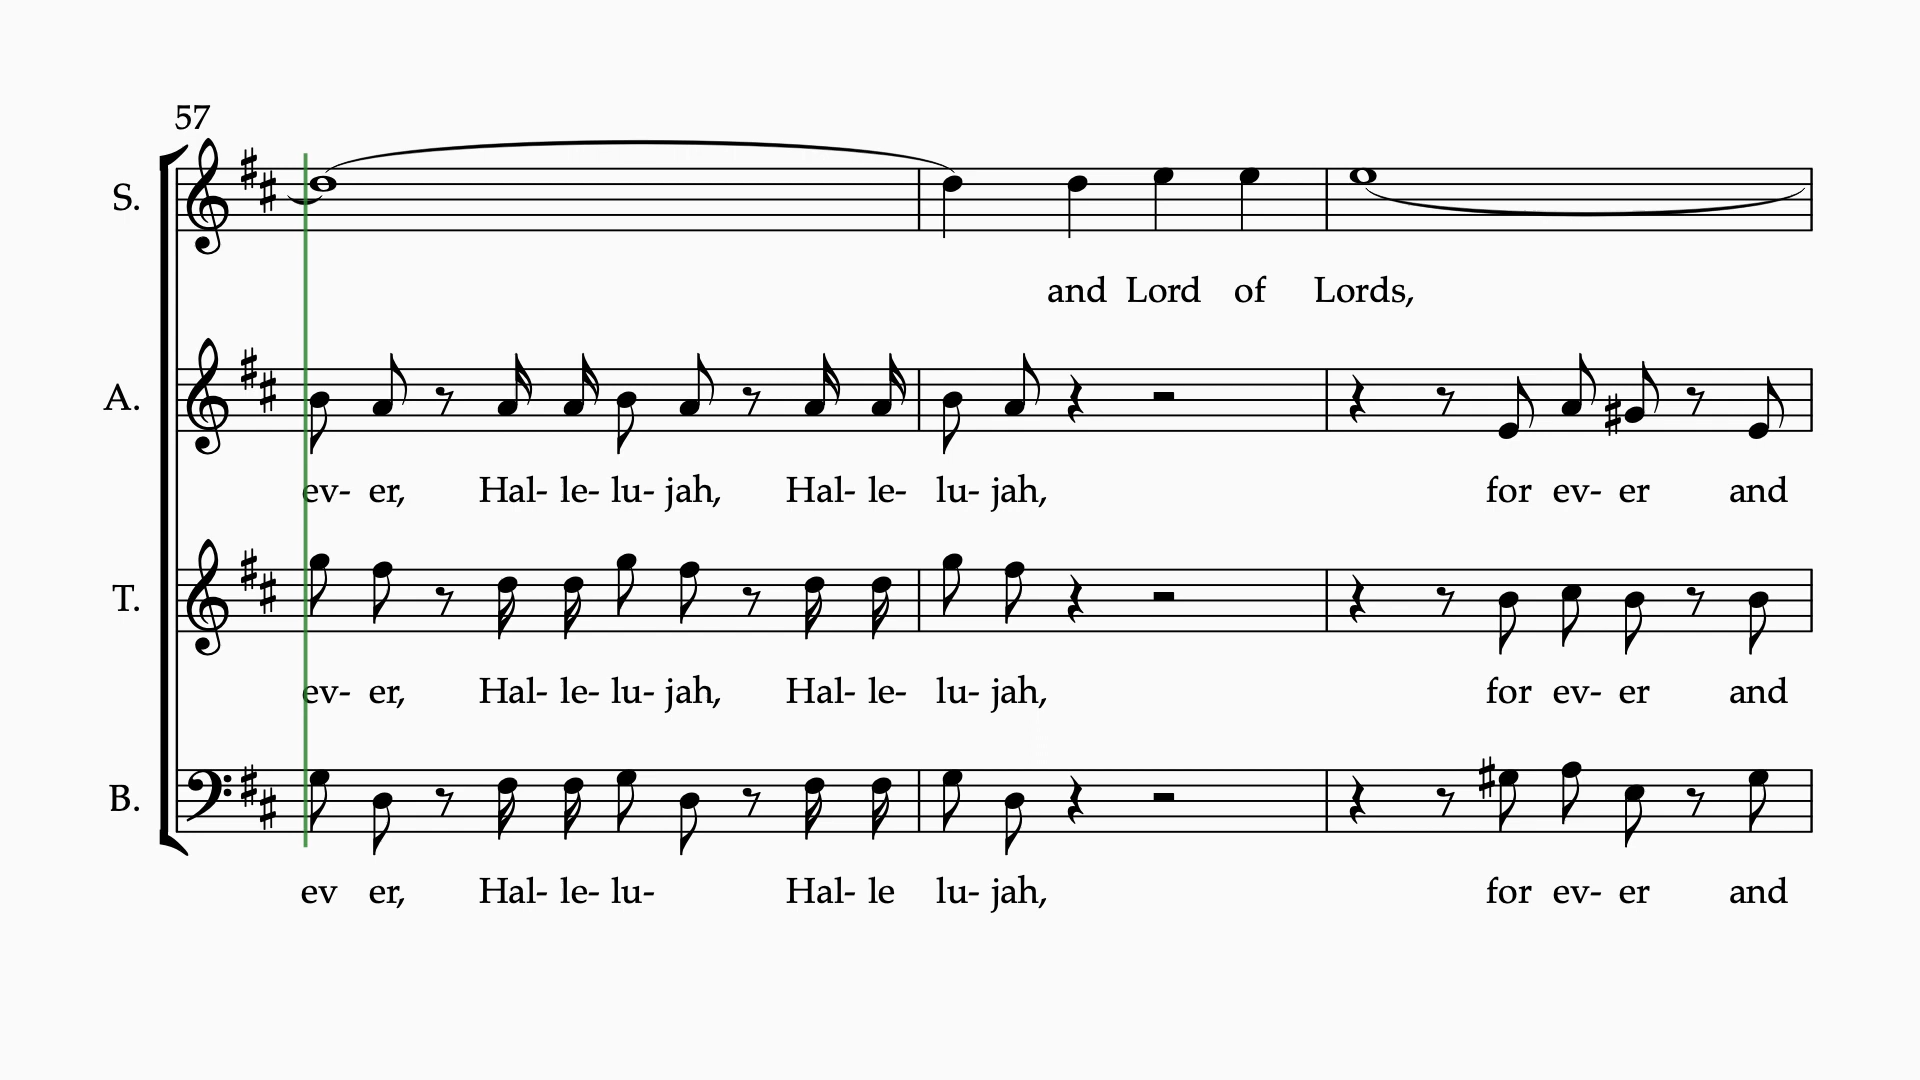 57
S.
and Lord of Lords,
A.
ev- er, Hal- le- lu- jah, Hal- le- lu- jah, for ev- er and
T.
ev- er, Hal- le- lu- jah, Hal- le- lu- jah, for ev- er and
B.
ev er, Hal- le- lu- Hal- le lu- jah, for ev- er and